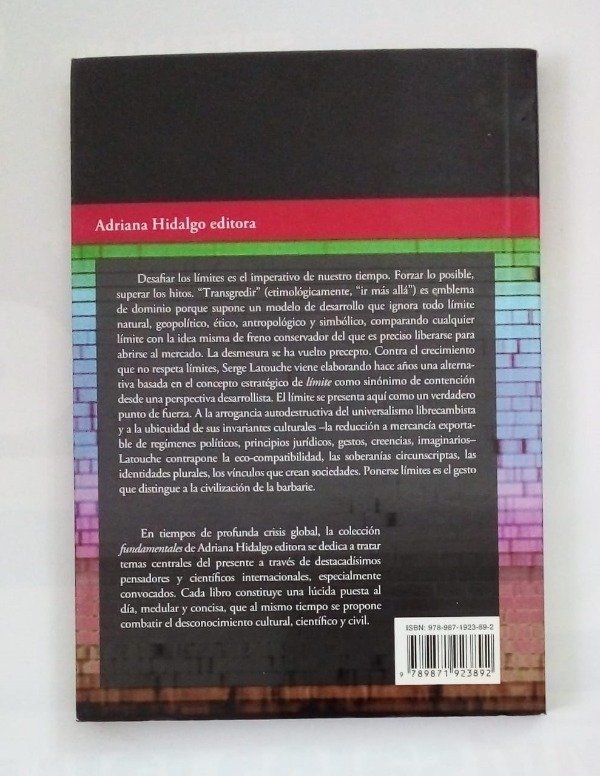 Adriana Hidalgo editora
Desafiar los límites es el imperativo de nuestro tiempo. Forzar lo posible,
superar los hitos. “Transgredir” (etimológicamente, “ir más allá”) es emblema
de dominio porque supone un modelo de desarrollo que ignora todo límite
natural, geopolítico, ético, antropológico y simbólico, comparando cualquier
límite con la idea misma de freno conservador del que es preciso liberarse para
abrirse al mercado. La desmesura se ha vuelto precepto. Contra el crecimiento
que no respeta límites, Serge Latouche viene elaborando hace años una alterna-
tiva basada en el concepto estratégico de límite como sinónimo de contención
desde una perspectiva desarrollista. El límite se presenta aquí como un verdadero
punto de fuerza. A la arrogancia autodestructiva del universalismo librecambista
y a la ubicuidad de sus invariantes culturales –la reducción a mercancía exporta-
ble de regímenes políticos, principios jurídicos, gestos, creencias, imaginarios–
Latouche contrapone la eco-compatibilidad, las soberanías circunscriptas, las
identidades plurales, los vínculos que crean sociedades. Ponerse límites es el gesto
que distingue a la civilización de la barbarie.
En tiempos de profunda crisis global, la colección
fundamentales de Adriana Hidalgo editora se dedica a tratar
temas centrales del presente a través de destacadísimos
pensadores y científicos internacionales, especialmente
convocados. Cada libro constituye una lúcida puesta al
día, medular y concisa, que al mismo tiempo se propone
combatir el desconocimiento cultural, científico y civil.
ISBN: 978-987-1923-89-2
9 789871 923892